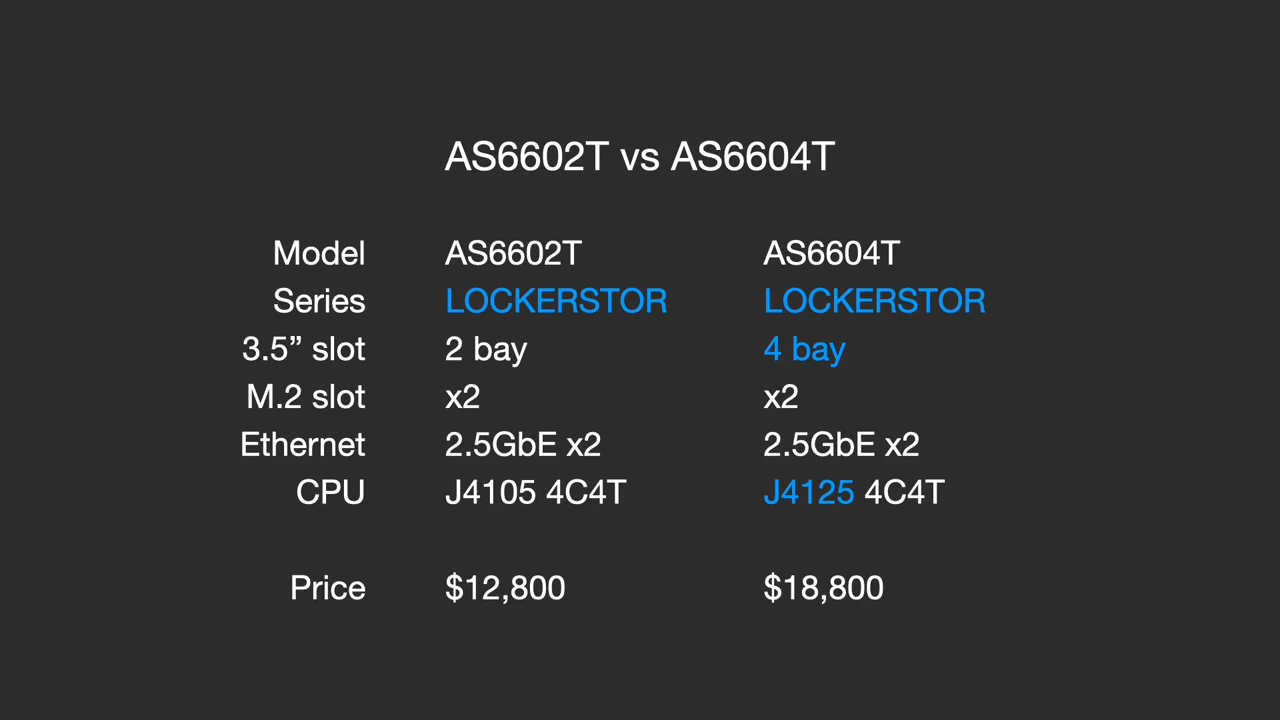 AS6602T vs AS6604T
Model AS6602T AS6604T
Series LOCKERSTOR LOCKERSTOR
3.5” slot 2 bay 4 bay
M.2 slot x2 x2
Ethernet 2.5GbE x2 2.5GbE x2
CPU J4105 4C4T J4125 4C4T
Price $12,800 $18,800